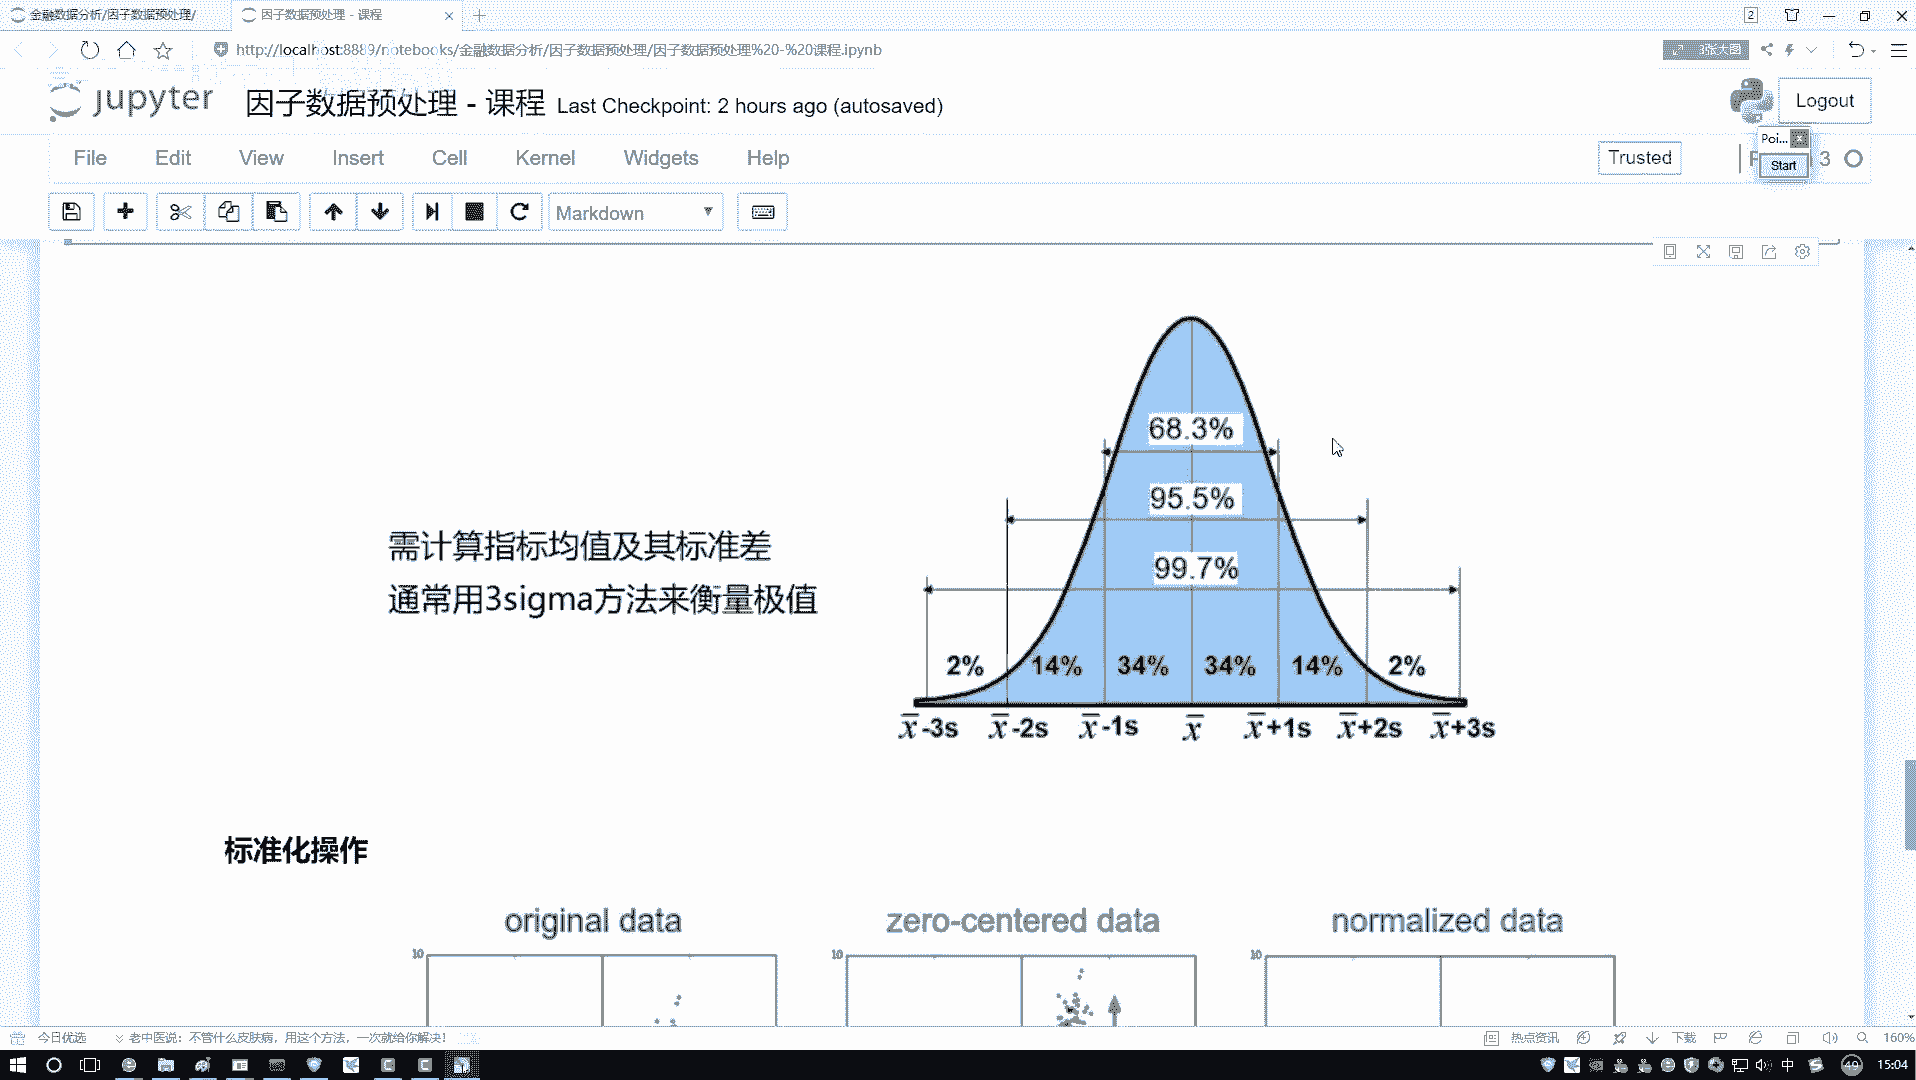 金融数据分析/因子数据预处理/
因子数据预处理 - 课程
2
http://localhost:8889/notebooks/金融数据分析/因子数据预处理/因子数据预处理%20-%20课程.ipynb
3张大图
jupyter
因子数据预处理 - 课程 Last Checkpoint: 2 hours ago (autosaved)
Logout
Poi...
Start
File Edit View Insert Cell Kernel Widgets Help
Trusted
3
Markdown
68.3%
95.5%
需计算指标均值及其标准差
99.7%
通常用3sigma方法来衡量极值
2% 14% 34% 34% 14% 2%
x̅-3s x̅-2s x̅-1s x̅ x̅+1s x̅+2s x̅+3s
标准化操作
original data zero-centered data normalized data
10 10 10
今日优选 老中医说：不管什么皮肤病，用这个方法，一次就给你解决！
热点资讯 下载 160%
中 49 15:04